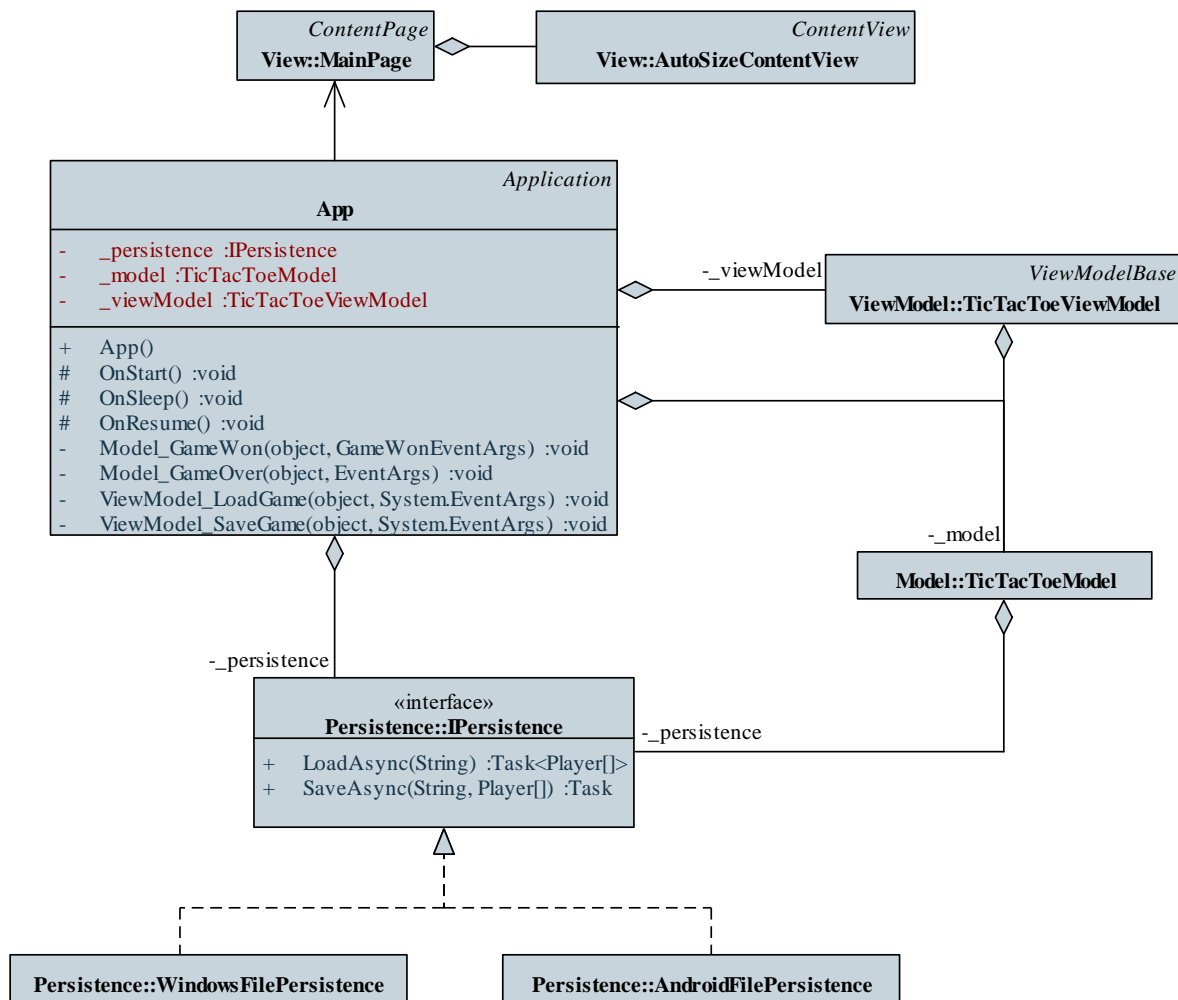 ContentPage
View::MainPage
ContentView
View::AutoSizeContentView
Application
App
- _persistence :IPersistence
- _model :TicTacToeModel
- _viewModel :TicTacToeViewModel
+ App()
# OnStart() :void
# OnSleep() :void
# OnResume() :void
- Model_GameWon(object, GameWonEventArgs) :void
- Model_GameOver(object, EventArgs) :void
- ViewModel_LoadGame(object, System.EventArgs) :void
- ViewModel_SaveGame(object, System.EventArgs) :void
-_viewModel
ViewModelBase
ViewModel::TicTacToeViewModel
-_model
Model::TicTacToeModel
-_persistence
«interface»
Persistence::IPersistence
+ LoadAsync(String) :Task<Player[]>
+ SaveAsync(String, Player[]) :Task
-_persistence
Persistence::WindowsFilePersistence
Persistence::AndroidFilePersistence